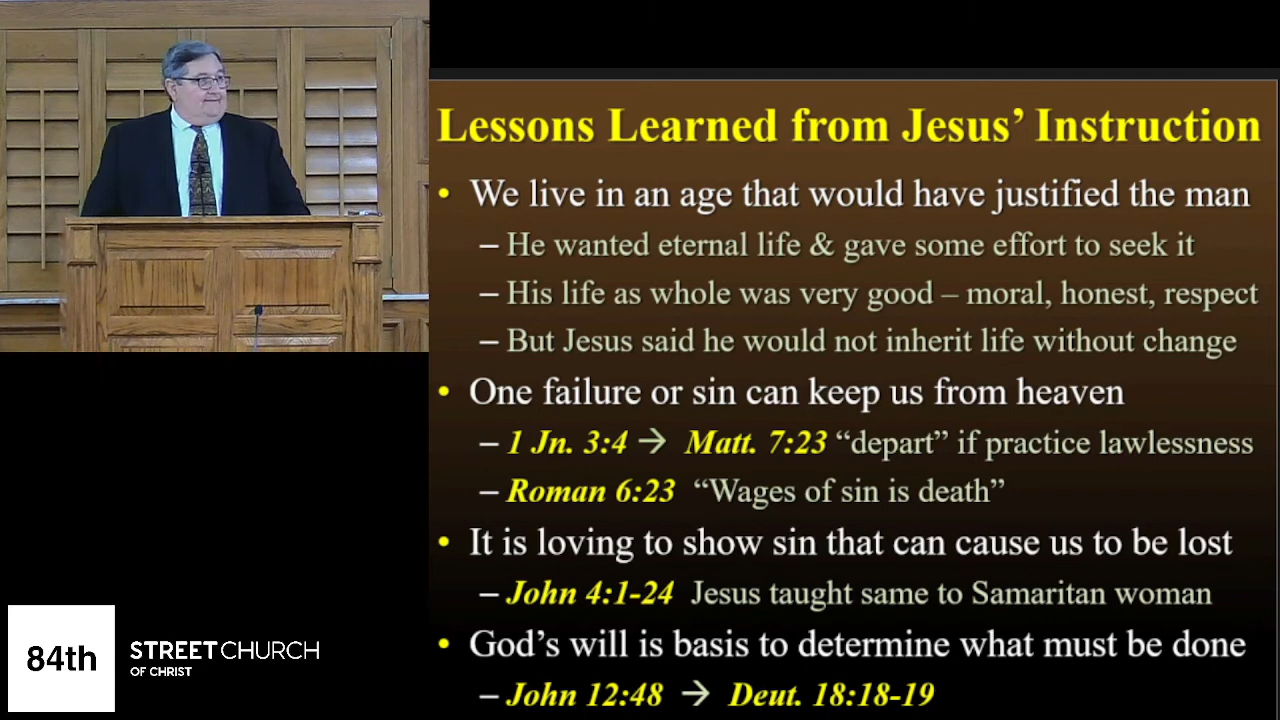 Lessons Learned from Jesus’ Instruction
• We live in an age that would have justified the man
– He wanted eternal life & gave some effort to seek it
– His life as whole was very good – moral, honest, respect
– But Jesus said he would not inherit life without change
• One failure or sin can keep us from heaven
– 1 Jn. 3:4 → Matt. 7:23 “depart” if practice lawlessness
– Roman 6:23 “Wages of sin is death”
• It is loving to show sin that can cause us to be lost
– John 4:1-24 Jesus taught same to Samaritan woman
• God’s will is basis to determine what must be done
– John 12:48 → Deut. 18:18-19
84th
STREETCHURCH
OF CHRIST